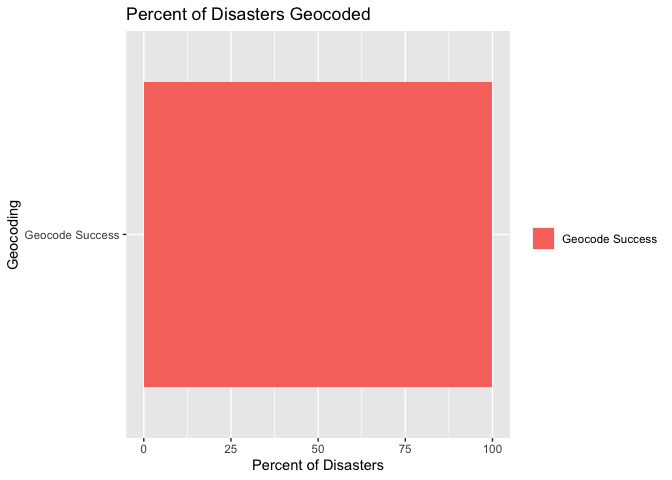 Percent of Disasters Geocoded
Geocoding
Geocode Success
Geocode Success
0 25 50 75 100
Percent of Disasters